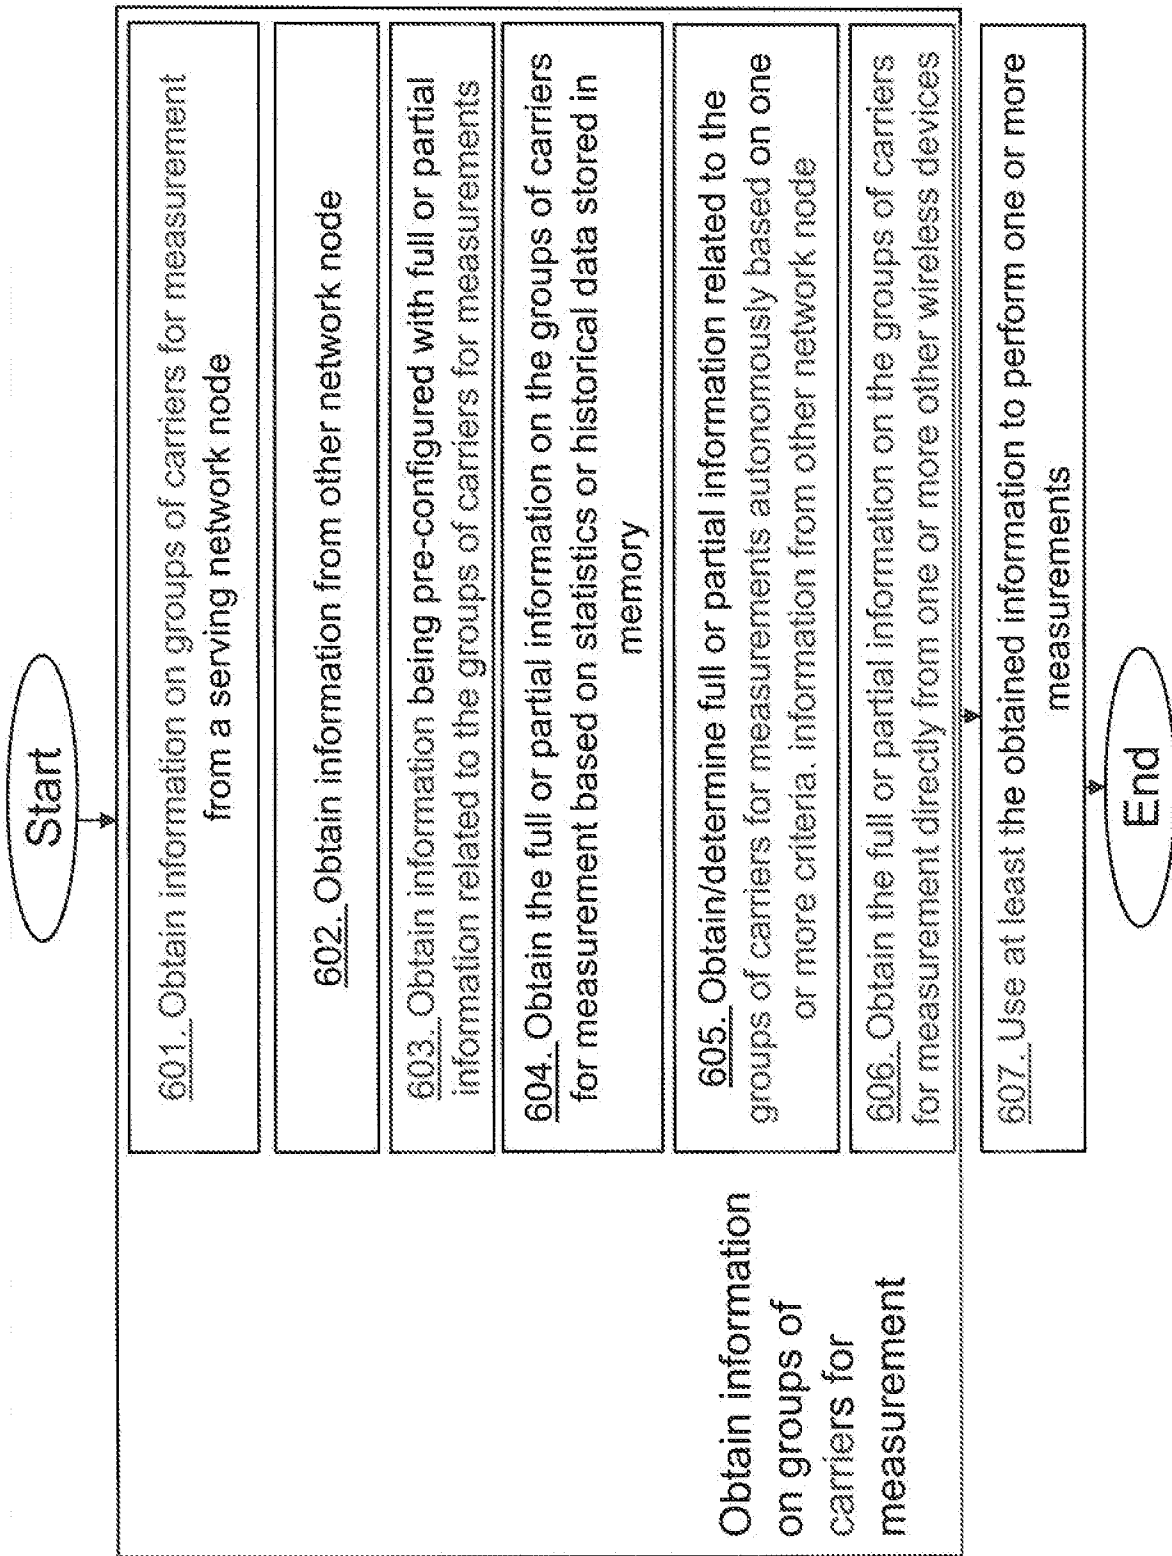 Start
601. Obtain information on groups of carriers for measurement
from a serving network node
602. Obtain information from other network node
603. Obtain information being pre-configured with full or partial
information related to the groups of carriers for measurements
604. Obtain the full or partial information on the groups of carriers
for measurement based on statistics or historical data stored in
memory
605. Obtain/determine full or partial information related to the
groups of carriers for measurements autonomously based on one
or more criteria. information from other network node
606. Obtain the full or partial information on the groups of carriers
for measurement directly from one or more other wireless devices
Obtain information
on groups of
carriers for
measurement
607. Use at least the obtained information to perform one or more
measurements
End